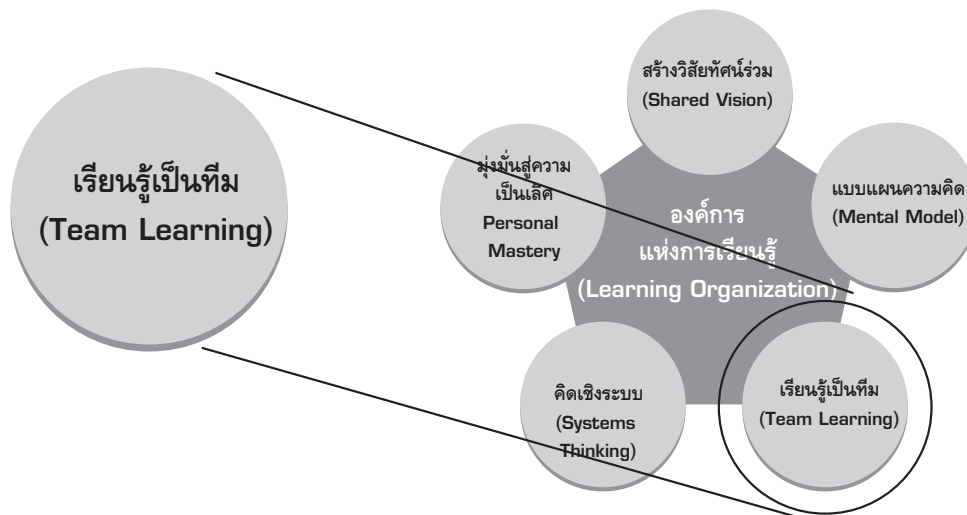 เรียนรู้เป็นทีม
(Team Learning)
สร้างวิสัยทัศน์ร่วม
(Shared Vision)
มุ่งมั่นสู่ความ
เป็นเลิศ
Personal
Mastery
องค์การ
แห่งการเรียนรู้
(Learning Organization)
แบบแผนความคิด
(Mental Model)
คิดเชิงระบบ
(Systems
Thinking)
เรียนรู้เป็นทีม
(Team Learning)